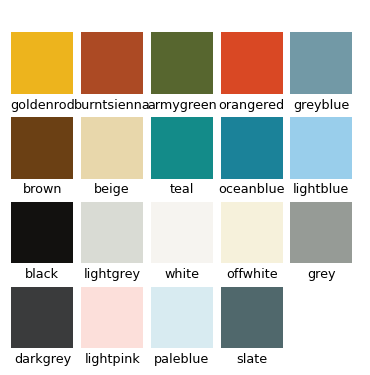 goldenrod burntsienna armygreen orangered greyblue
brown beige teal oceanblue lightblue
black lightgrey white offwhite grey
darkgrey lightpink paleblue slate